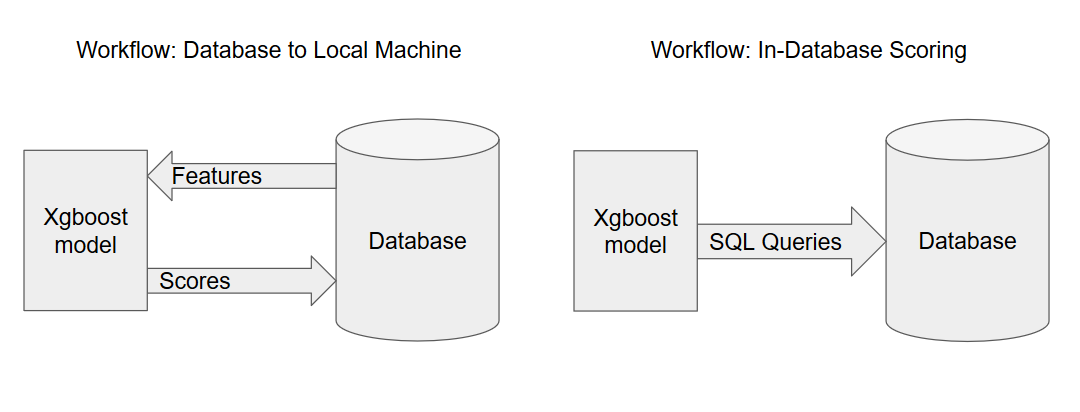 Workflow: Database to Local Machine
Xgboost
model
Features
Scores
Database
Workflow: In-Database Scoring
Xgboost
model
SQL Queries
Database